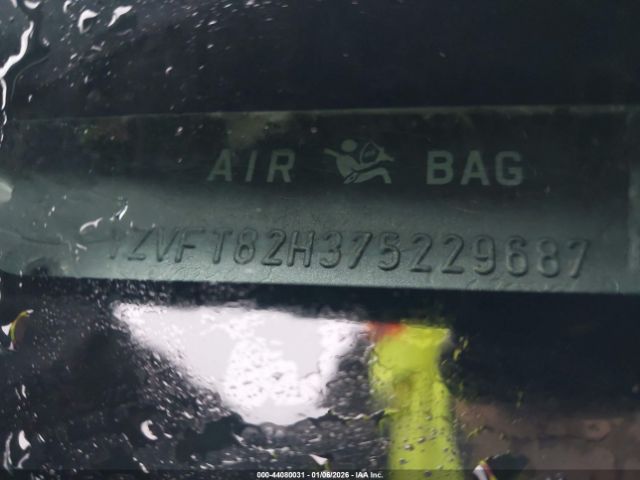 AIR BAG
1ZVFT82H375229687
000-44080031 - 01/06/2026 - IAA Inc.